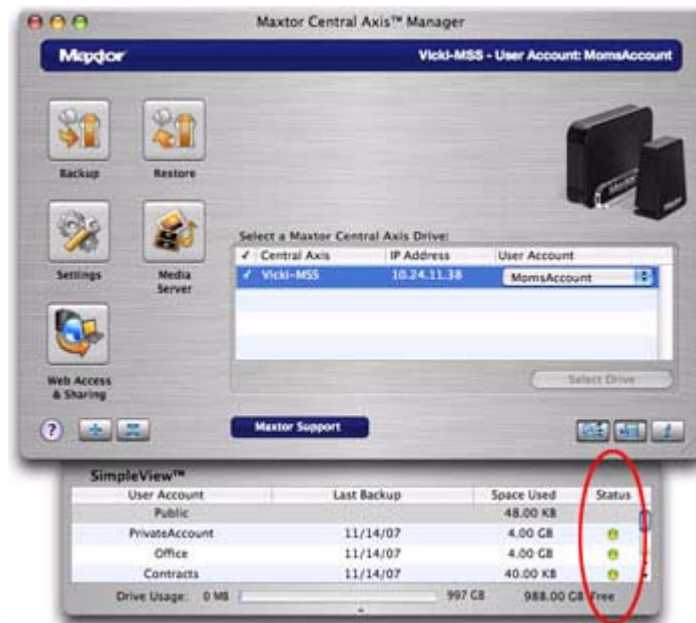 Maxtor Central Axis™ Manager
Maxtor
Vicki-MSS - User Account: MomsAccount
Backup
Restore
Settings
Media Server
Web Access & Sharing
Select a Maxtor Central Axis Drive:
✓ Central Axis IP Address User Account
✓ Vicki-MSS 10.24.11.38 MomsAccount
Select Drive
? Maxtor Support i
SimpleView™
User Account Last Backup Space Used Status
Public 48.00 KB
PrivateAccount 11/14/07 4.00 GB
Office 11/14/07 4.00 GB
Contracts 11/14/07 40.00 KB
Drive Usage: 0 MB 997 GB 988.00 GB Free